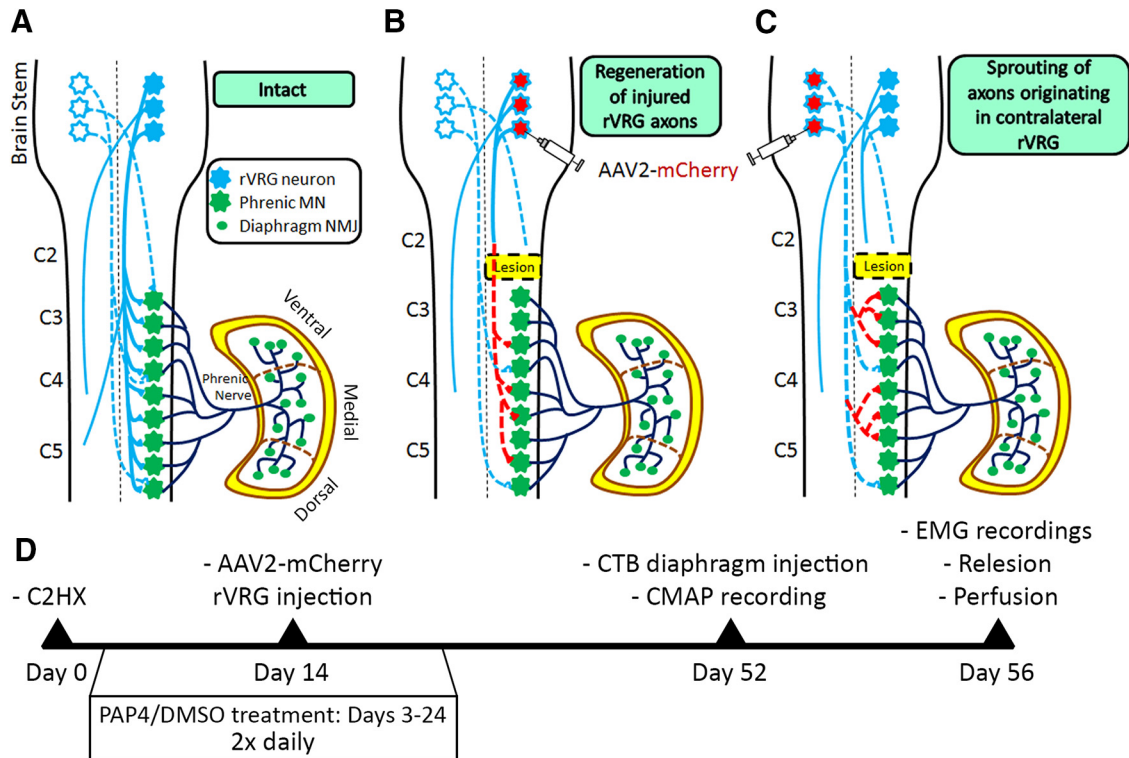 A
Brain Stem
Intact
rVRG neuron
Phrenic MN
Diaphragm NMJ
C2
C3
C4
C5
Phrenic
Nerve
Ventral
Medial
Dorsal
B
Regeneration
of injured
rVRG axons
AAV2-mCherry
C2
Lesion
C3
C4
C5
C
Sprouting of
axons originating
in contralateral
rVRG
C2
Lesion
C3
C4
C5
D
- C2HX
- AAV2-mCherry
rVRG injection
- CTB diaphragm injection
- CMAP recording
- EMG recordings
- Relesion
- Perfusion
Day 0
Day 14
Day 52
Day 56
PAP4/DMSO treatment: Days 3-24
2x daily